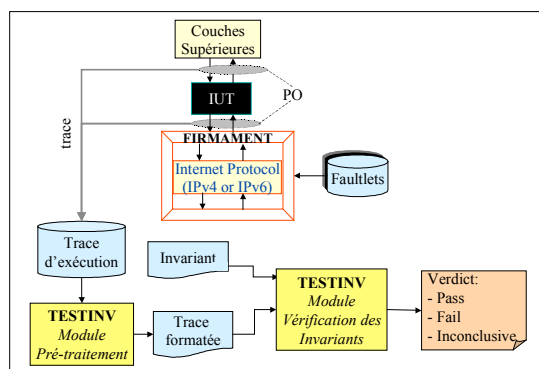 Couches
Supérieures
PO
IUT
trace
FIRMAMENT
Internet Protocol
(IPv4 or IPv6)
Faultlets
Trace
d'exécution
Invariant
TESTINV
Module
Pré-traitement
Trace
formatée
TESTINV
Module
Vérification des
Invariants
Verdict:
- Pass
- Fail
- Inconclusive